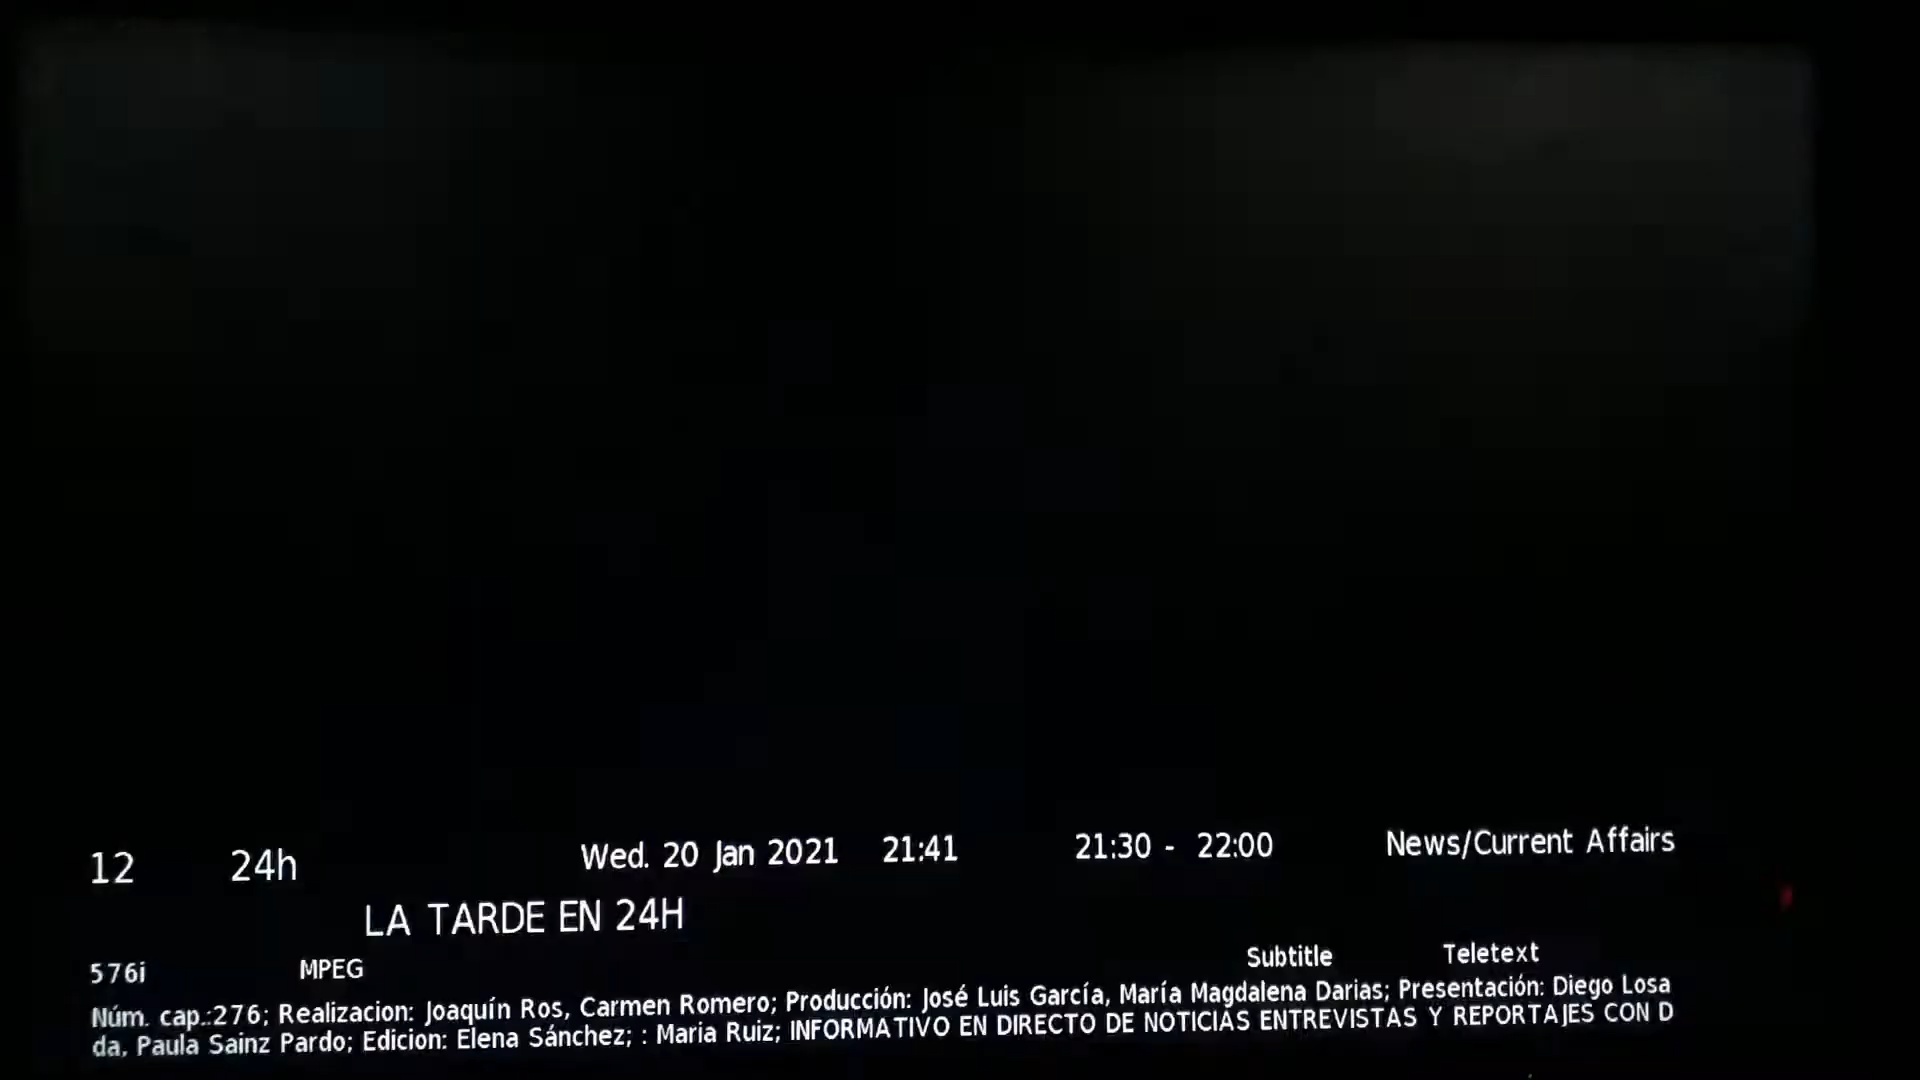 12 24h Wed. 20 Jan 2021 21:41 21:30 - 22:00 News/Current Affairs
LA TARDE EN 24H
576i MPEG Subtitle Teletext
Núm. cap.:276; Realizacion: Joaquín Ros, Carmen Romero; Producción: José Luis García, María Magdalena Darias; Presentación: Diego Losa
da, Paula Sainz Pardo; Edicion: Elena Sánchez; : Maria Ruiz; INFORMATIVO EN DIRECTO DE NOTICIAS ENTREVISTAS Y REPORTAJES CON D